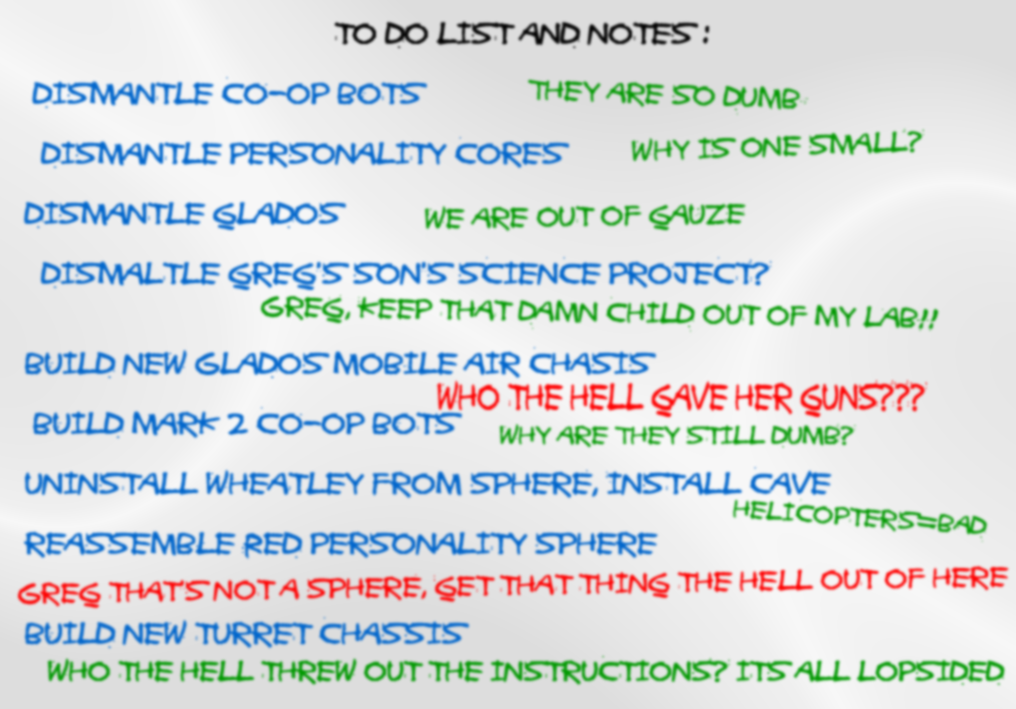 TO DO LIST AND NOTES :
DISMANTLE CO-OP BOTS THEY ARE SO DUMB
DISMANTLE PERSONALITY CORES WHY IS ONE SMALL?
DISMANTLE GLADOS WE ARE OUT OF GAUZE
DISMALTLE GREG'S SON'S SCIENCE PROJECT?
GREG, KEEP THAT DAMN CHILD OUT OF MY LAB!!
BUILD NEW GLADOS MOBILE AIR CHASIS
WHO THE HELL GAVE HER GUNS???
BUILD MARK 2 CO-OP BOTS
WHY ARE THEY STILL DUMB?
UNINSTALL WHEATLEY FROM SPHERE, INSTALL CAVE
HELICOPTERS=BAD
REASSEMBLE RED PERSONALITY SPHERE
GREG THAT'S NOT A SPHERE, GET THAT THING THE HELL OUT OF HERE
BUILD NEW TURRET CHASSIS
WHO THE HELL THREW OUT THE INSTRUCTIONS? ITS ALL LOPSIDED